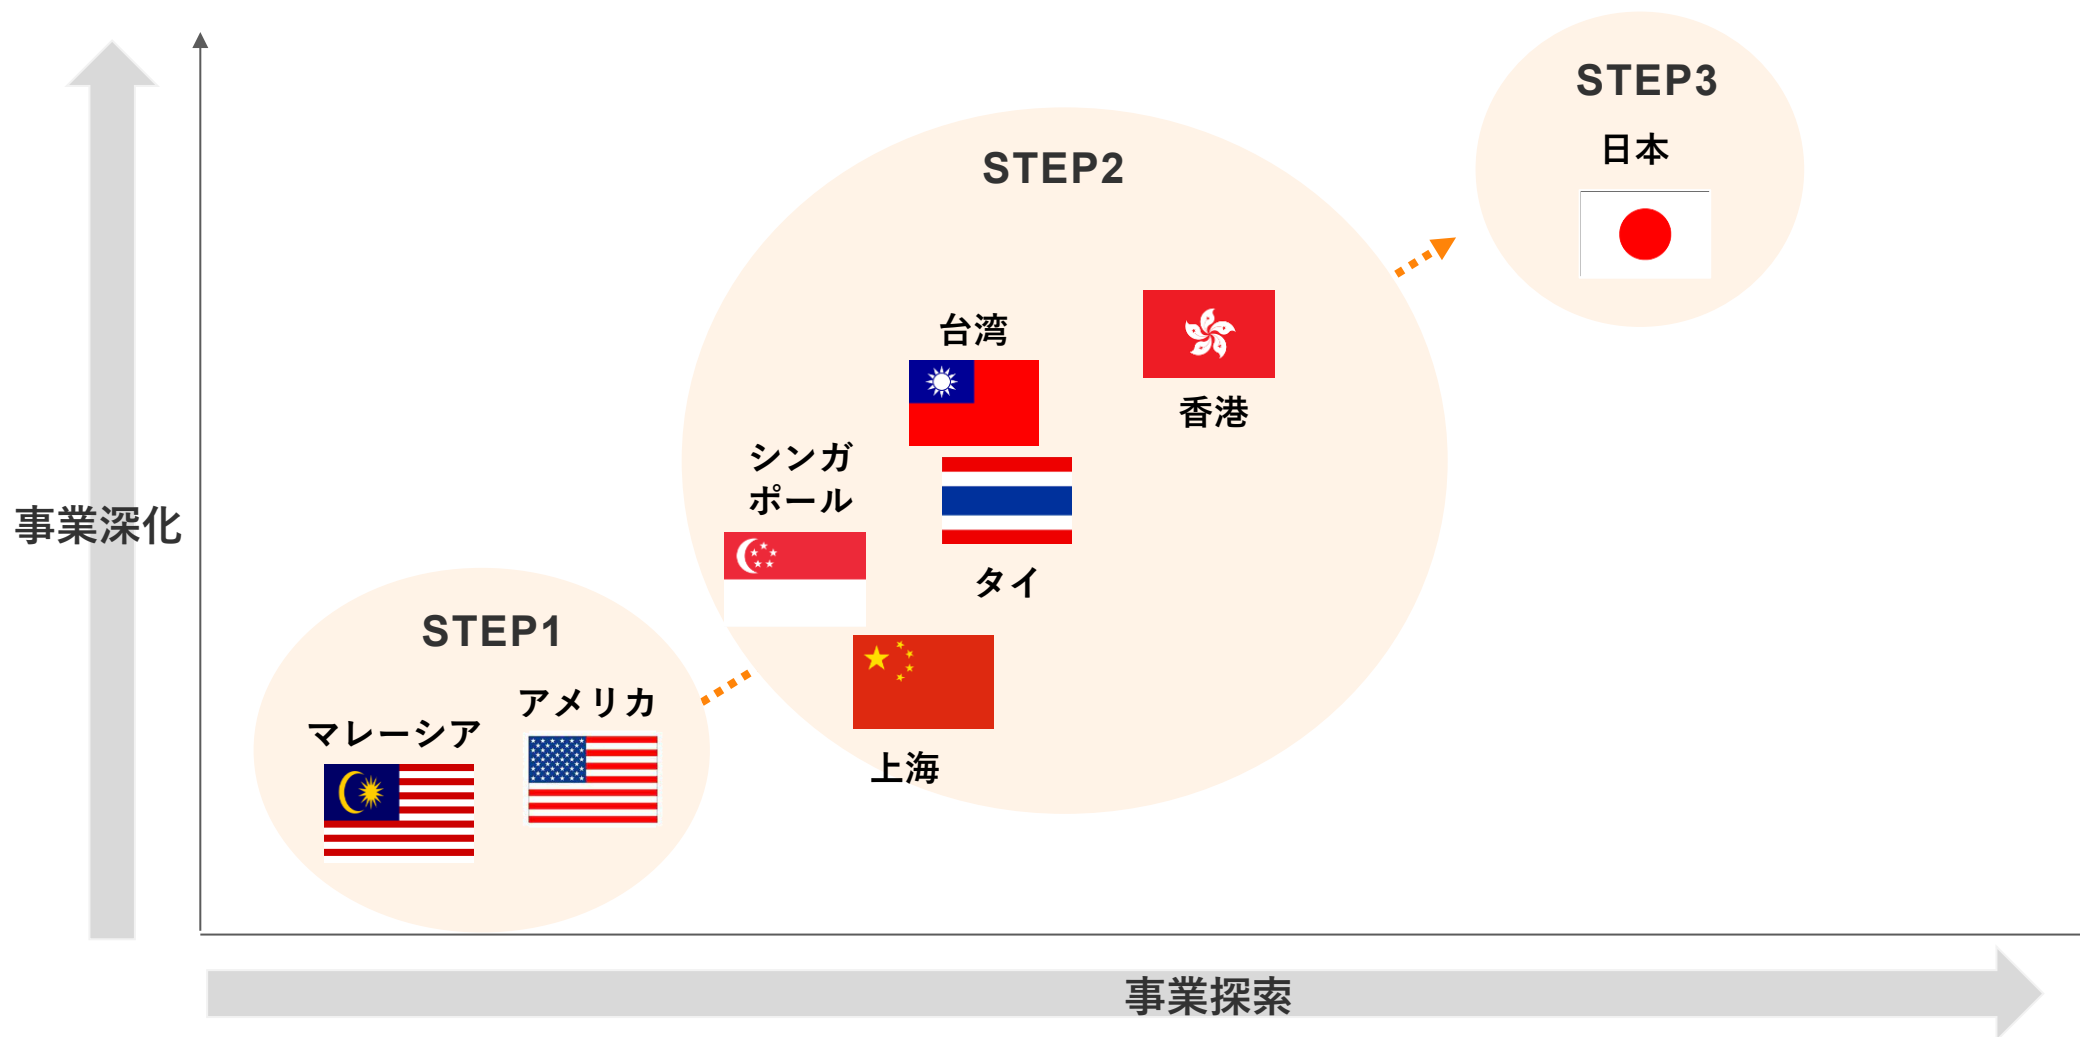 STEP3
日本
STEP2
台湾
香港
シンガ
ポール
タイ
事業深化
STEP1
アメリカ
マレーシア
上海
事業探索